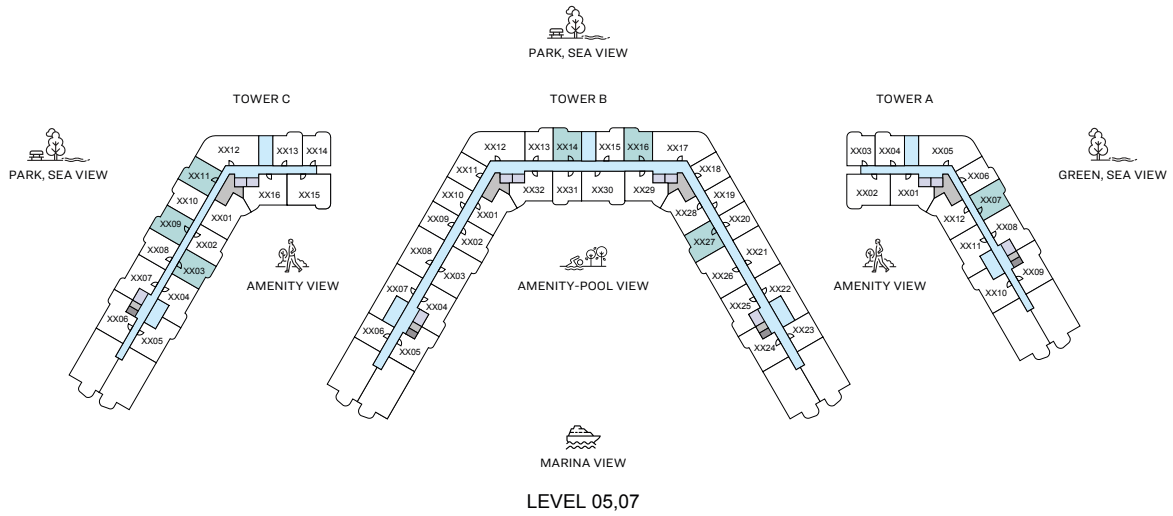 PARK, SEA VIEW
TOWER C
TOWER B
TOWER A
PARK, SEA VIEW
GREEN, SEA VIEW
XX12
XX13
XX14
XX11
XX10
XX09
XX08
XX07
XX06
XX05
XX04
XX03
XX02
XX01
XX16
XX15
XX12
XX13
XX14
XX15
XX16
XX17
XX11
XX10
XX09
XX08
XX07
XX06
XX05
XX04
XX03
XX02
XX01
XX32
XX31
XX30
XX29
XX28
XX18
XX19
XX20
XX21
XX22
XX23
XX24
XX25
XX26
XX27
XX03
XX04
XX05
XX06
XX07
XX08
XX09
XX10
XX11
XX12
XX01
XX02
AMENITY VIEW
AMENITY-POOL VIEW
AMENITY VIEW
MARINA VIEW
LEVEL 05,07